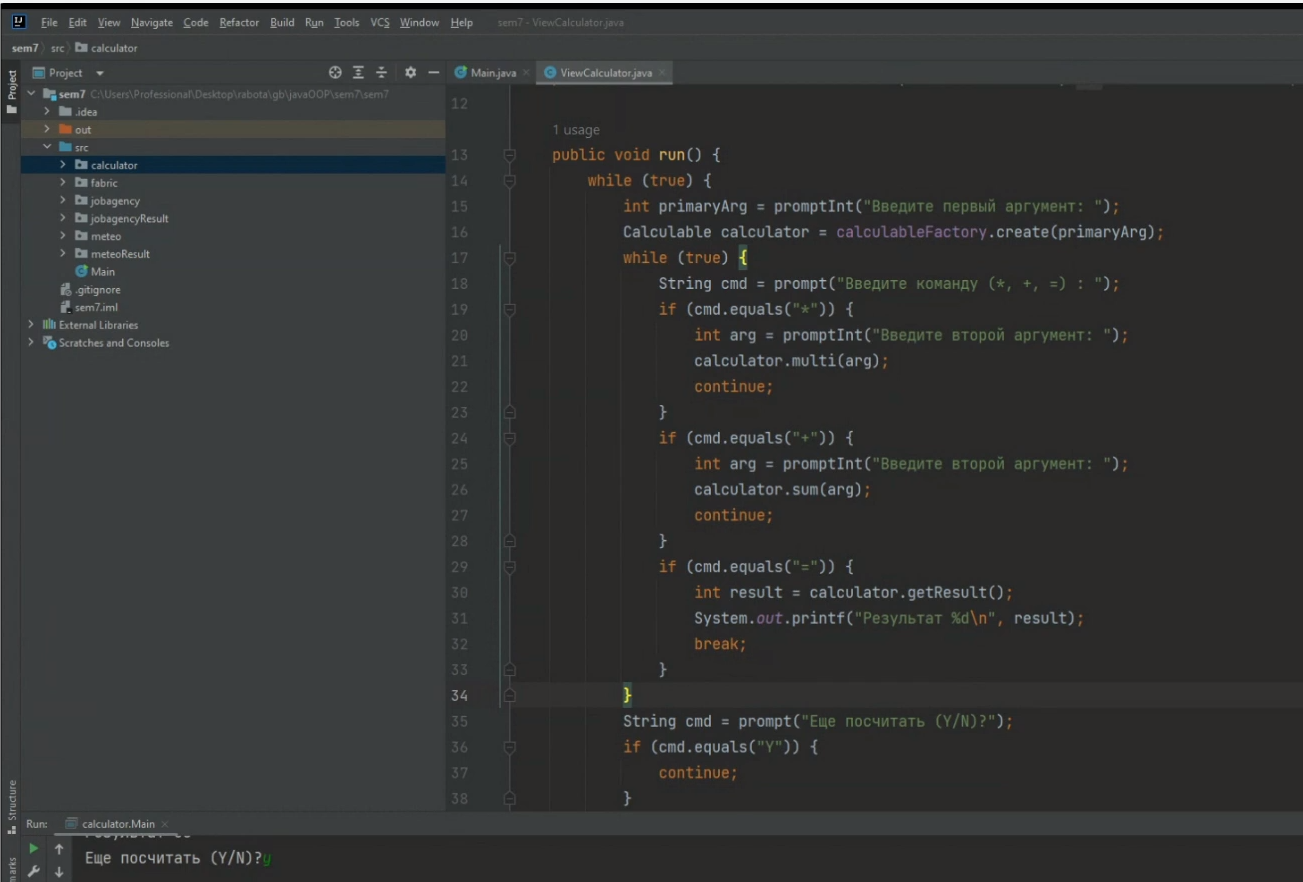 File Edit View Navigate Code Refactor Build Run Tools VCS Window Help sem7 - ViewCalculator.java
sem7 src calculator
Project
Project
Main.java
ViewCalculator.java
sem7 C:\Users\Professional\Desktop\rabota\gb\javaOOP\sem7\sem7
.idea
out
src
calculator
fabric
jobagency
jobagencyResult
meteo
meteoResult
Main
.gitignore
sem7.iml
External Libraries
Scratches and Consoles
12
1 usage
13 public void run() {
14 while (true) {
15 int primaryArg = promptInt("Введите первый аргумент: ");
16 Calculable calculator = calculableFactory.create(primaryArg);
17 while (true) {
18 String cmd = prompt("Введите команду (*, +, =) : ");
19 if (cmd.equals("*")) {
20 int arg = promptInt("Введите второй аргумент: ");
21 calculator.multi(arg);
22 continue;
23 }
24 if (cmd.equals("+")) {
25 int arg = promptInt("Введите второй аргумент: ");
26 calculator.sum(arg);
27 continue;
28 }
29 if (cmd.equals("=")) {
30 int result = calculator.getResult();
31 System.out.printf("Результат %d\n", result);
32 break;
33 }
34 }
35 String cmd = prompt("Еще посчитать (Y/N)?");
36 if (cmd.equals("Y")) {
37 continue;
38 }
Structure
Run: calculator.Main
Еще посчитать (Y/N)?y